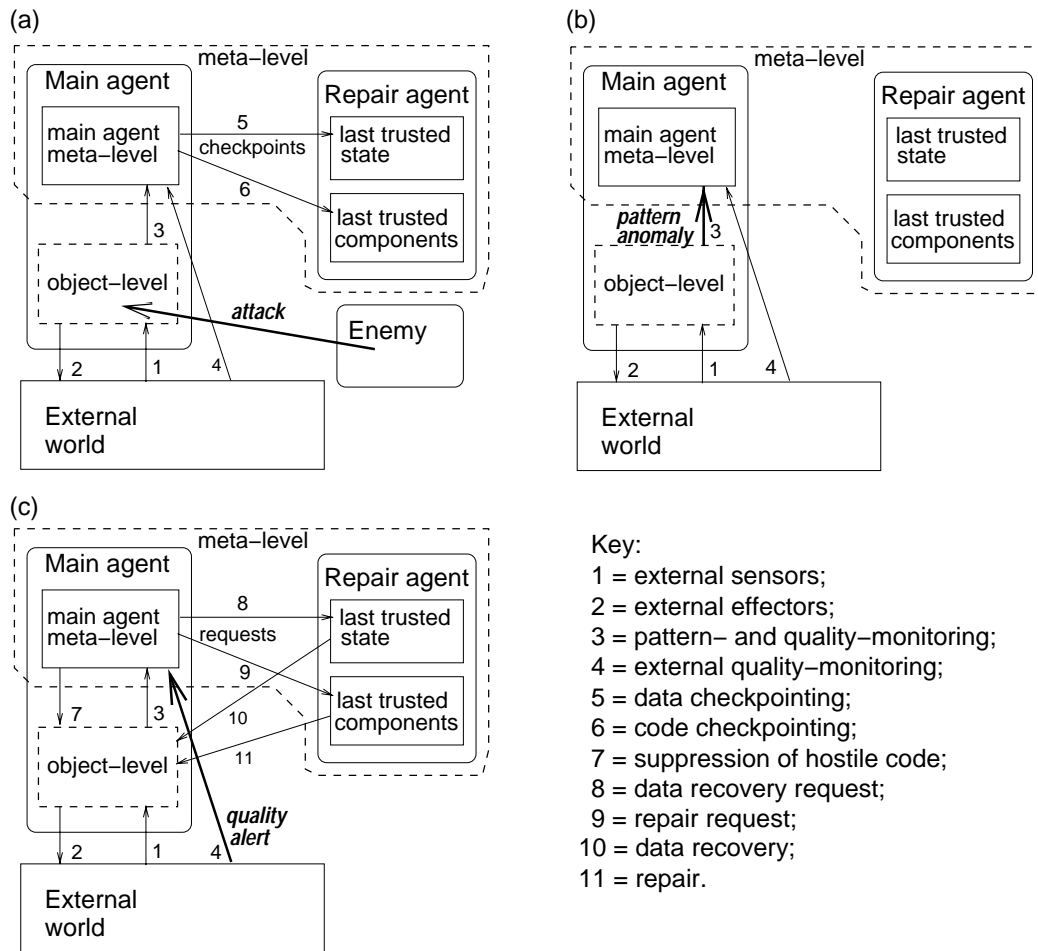 (a)
meta–level
Main agent
Repair agent
main agent
meta–level
5
checkpoints
6
last trusted
state
last trusted
components
3
object–level
attack
Enemy
2
1
4
External
world
(b)
meta–level
Main agent
Repair agent
main agent
meta–level
last trusted
state
last trusted
components
pattern
anomaly
3
object–level
2
1
4
External
world
(c)
meta–level
Main agent
Repair agent
main agent
meta–level
8
requests
9
last trusted
state
last trusted
components
7
3
10
11
object–level
quality
alert
2
1
4
External
world
Key:
1 = external sensors;
2 = external effectors;
3 = pattern– and quality–monitoring;
4 = external quality–monitoring;
5 = data checkpointing;
6 = code checkpointing;
7 = suppression of hostile code;
8 = data recovery request;
9 = repair request;
10 = data recovery;
11 = repair.